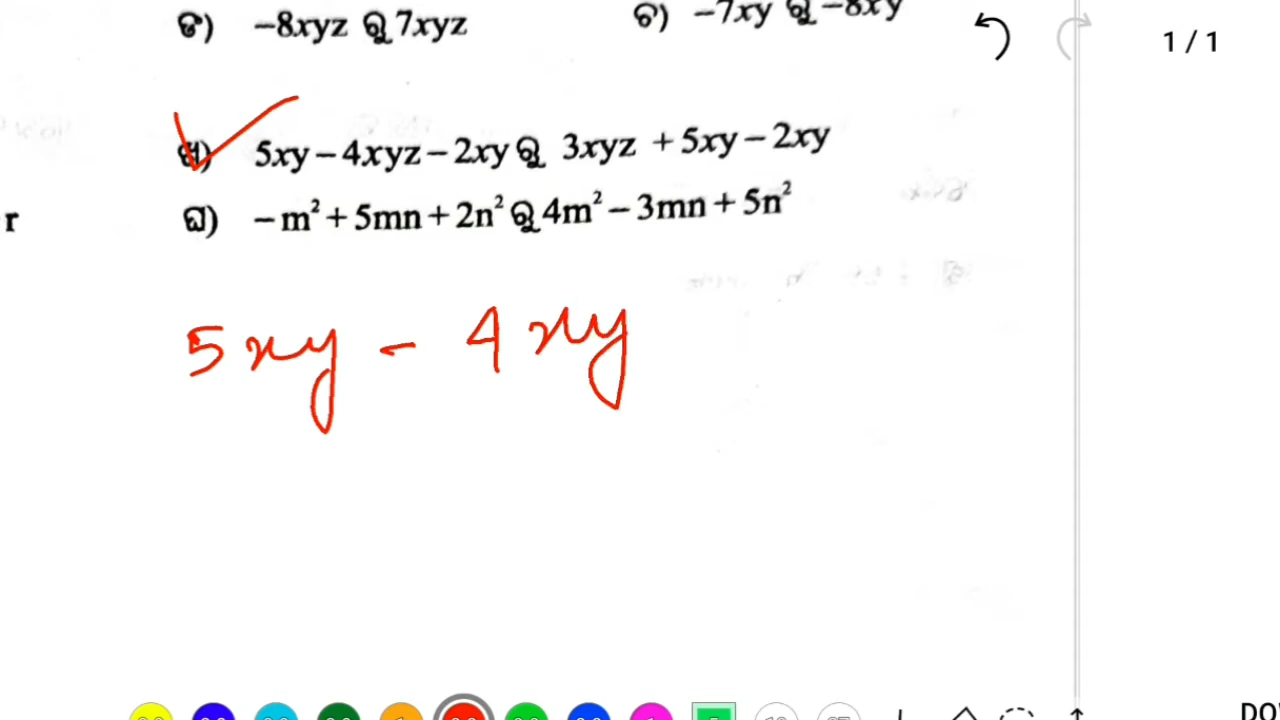 ଡ) -8xyz ରୁ 7xyz ଚ) -7xy ରୁ -8xy
1 / 1
5xy - 4xyz - 2xy ରୁ 3xyz + 5xy - 2xy
r
ଘ) - m² + 5mn + 2n² ରୁ 4m² - 3mn + 5n²
5xy - 4xy